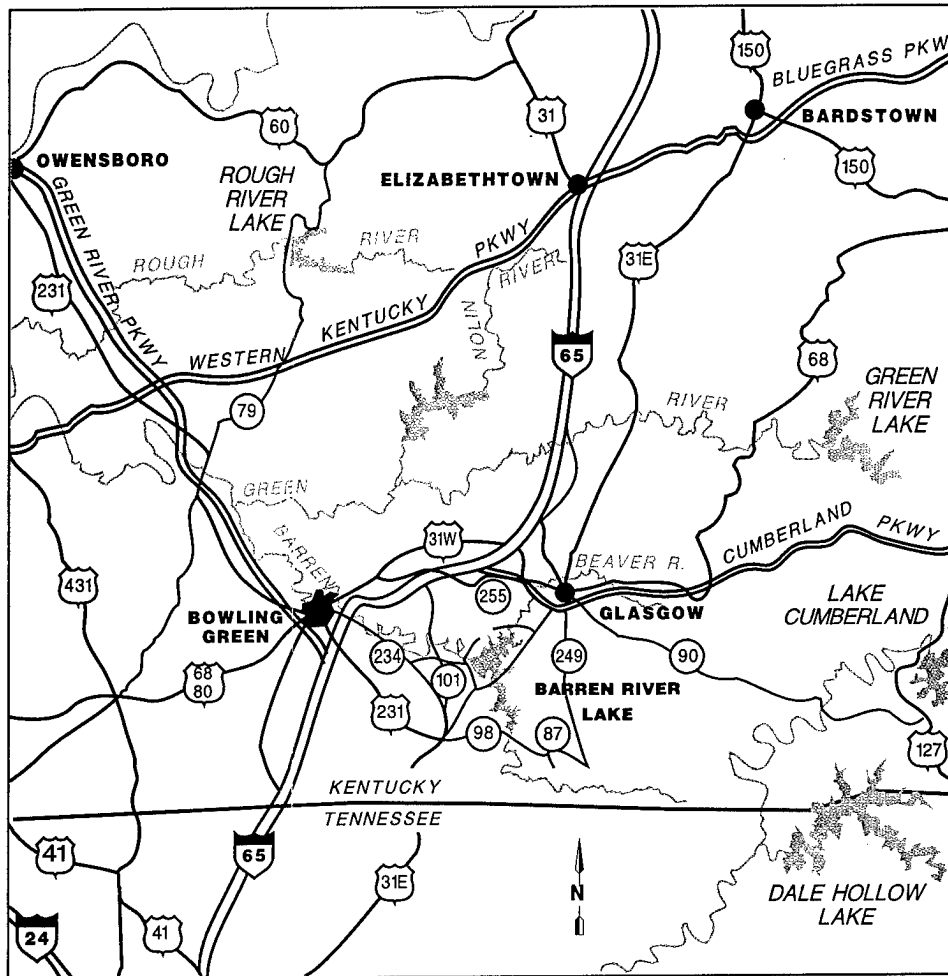 150
BLUEGRASS PKWY
31
BARDSTOWN
60
OWENSBORO
ROUGH
RIVER
LAKE
ELIZABETHTOWN
150
GREEN RIVER PKWY
ROUGH RIVER
PKWY
RIVER
31E
231
NOLIN
KENTUCKY
WESTERN
65
68
79
GREEN
RIVER
LAKE
RIVER
GREEN
CUMBERLAND PKWY
31W
BARREN
BEAVER R.
431
255
BOWLING
GREEN
GLASGOW
LAKE
CUMBERLAND
234
249
90
68
80
101
BARREN RIVER
LAKE
231
98
87
127
KENTUCKY
TENNESSEE
41
65
31E
N
DALE HOLLOW
LAKE
24
41